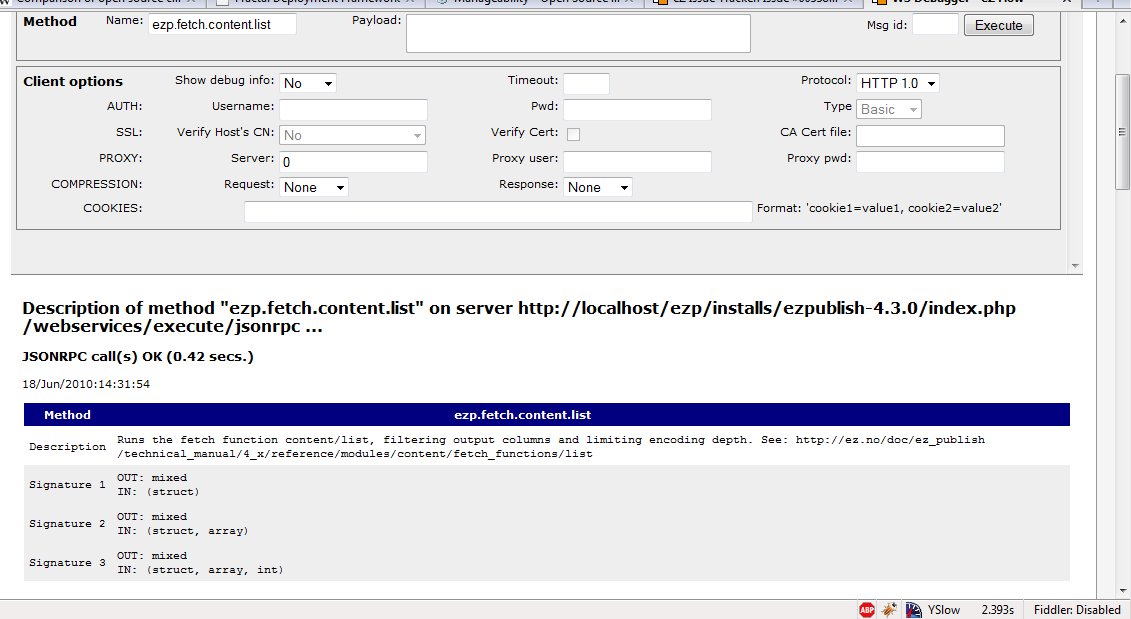 Comparison of open source cli
Fractal Deployment Framework
Manageability - Open Source
WS Debugger - eZ Flow
Method Name: ezp.fetch.content.list Payload: Msg id: Execute
Client options Show debug info: No Timeout: Protocol: HTTP 1.0
AUTH: Username: Pwd: Type Basic
SSL: Verify Host's CN: No Verify Cert: CA Cert file:
PROXY: Server: 0 Proxy user: Proxy pwd:
COMPRESSION: Request: None Response: None
COOKIES: Format: 'cookie1=value1, cookie2=value2'
Description of method "ezp.fetch.content.list" on server http://localhost/ezp/installs/ezpublish-4.3.0/index.php
/webservices/execute/jsonrpc ...
JSONRPC call(s) OK (0.42 secs.)
18/Jun/2010:14:31:54
Method ezp.fetch.content.list
Description Runs the fetch function content/list, filtering output columns and limiting encoding depth. See: http://ez.no/doc/ez_publish
/technical_manual/4_x/reference/modules/content/fetch_functions/list
Signature 1 OUT: mixed
IN: (struct)
Signature 2 OUT: mixed
IN: (struct, array)
Signature 3 OUT: mixed
IN: (struct, array, int)
ABP YSlow 2.393s Fiddler: Disabled